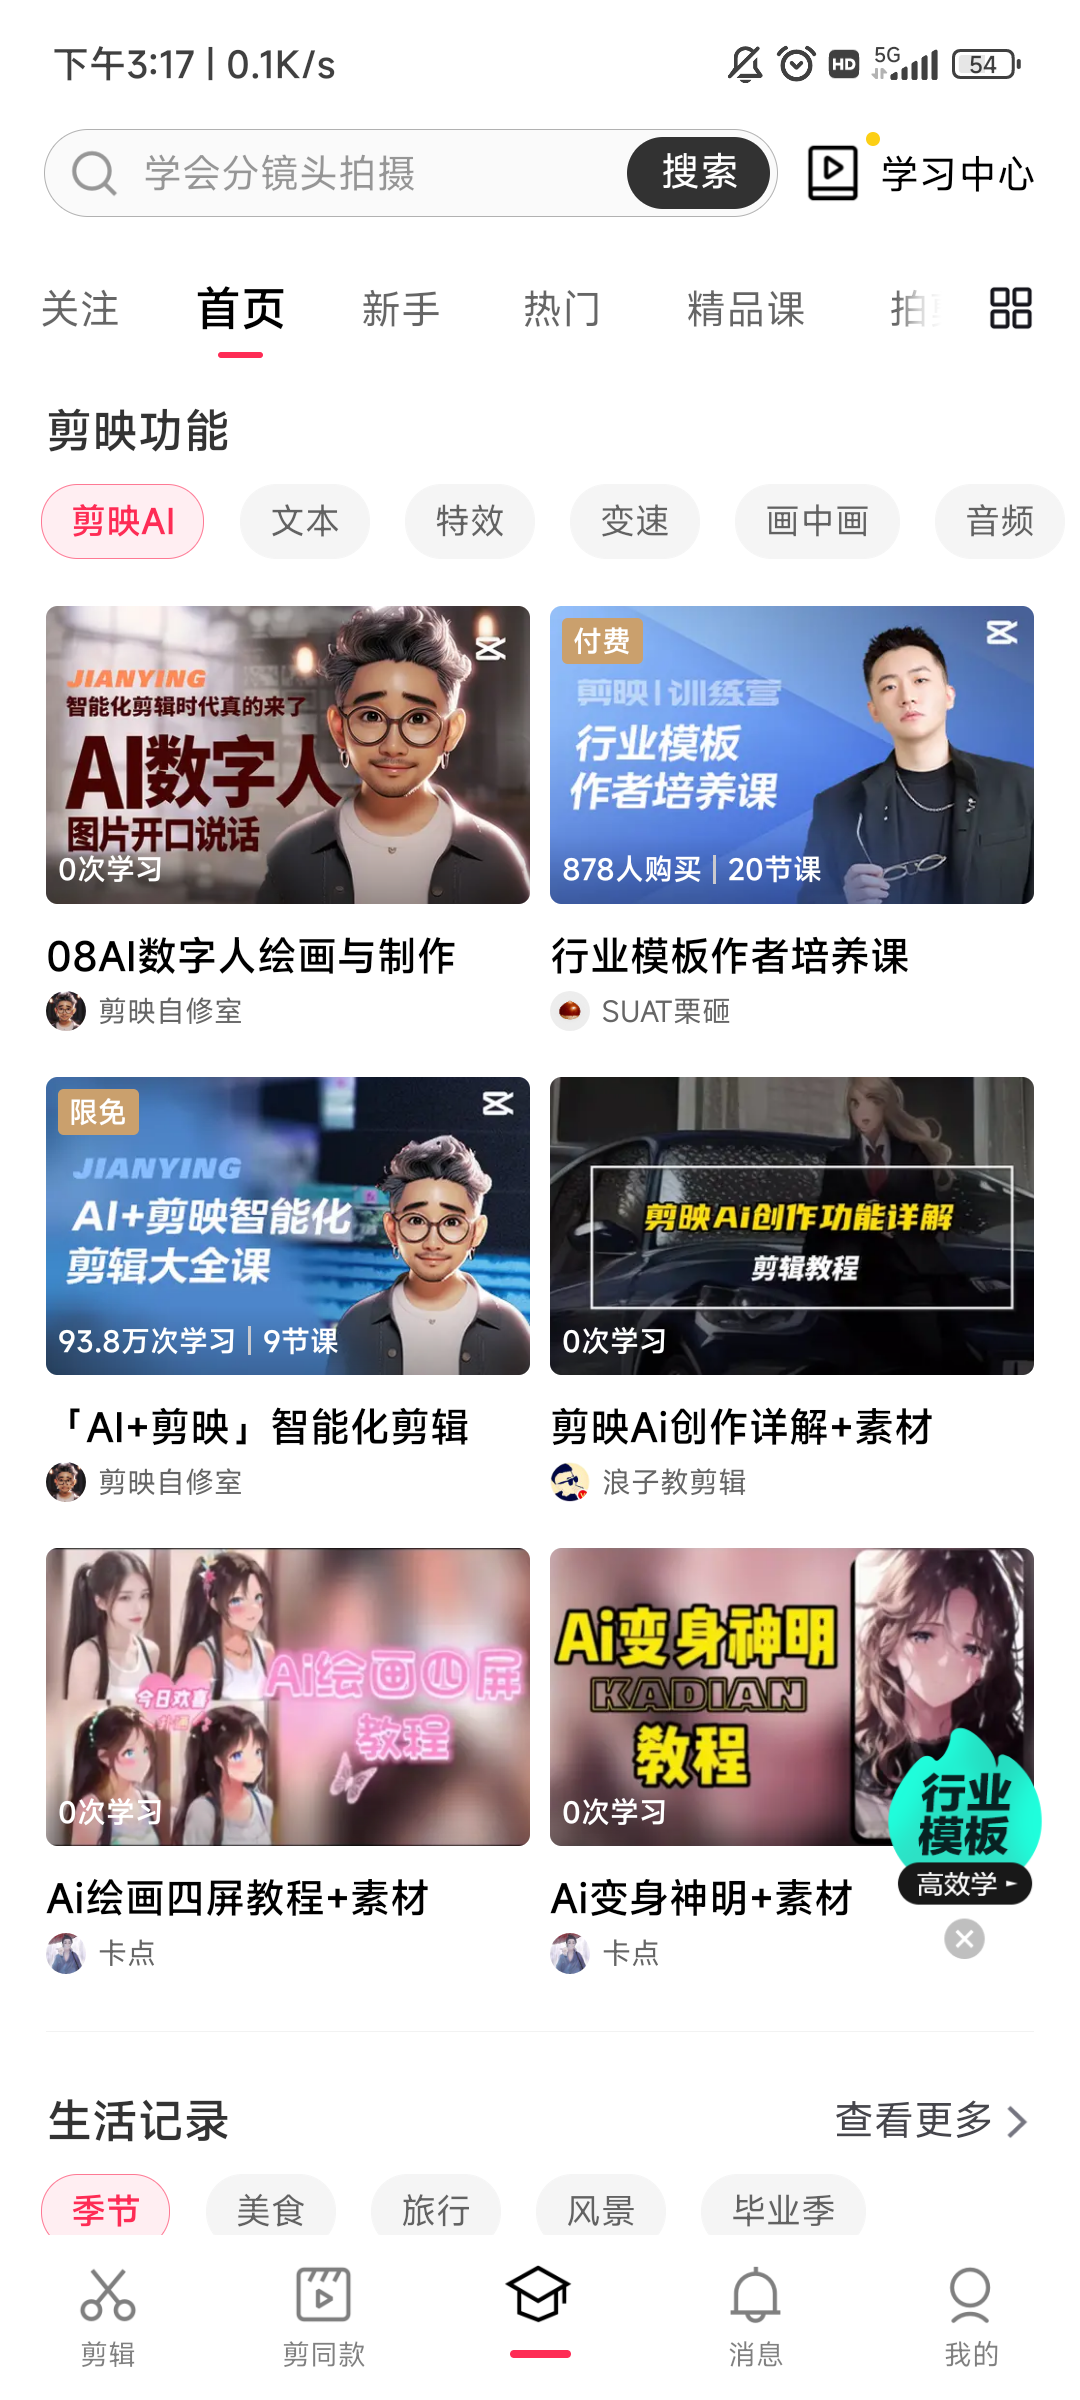 下午3:17 | 0.1K/s
HD
5G
54
学会分镜头拍摄
搜索
学习中心
关注
首页
新手
热门
精品课
拍
剪映功能
剪映AI
文本
特效
变速
画中画
音频
JIANYING
智能化剪辑时代真的来了
AI数字人
图片开口说话
0次学习
付费
剪映|训练营
行业模板
作者培养课
878人购买 | 20节课
08AI数字人绘画与制作
行业模板作者培养课
剪映自修室
SUAT栗砸
限免
JIANYING
AI+剪映智能化
剪辑大全课
93.8万次学习 | 9节课
剪映Ai创作功能详解
剪辑教程
0次学习
「AI+剪映」智能化剪辑
剪映Ai创作详解+素材
剪映自修室
浪子教剪辑
Ai绘画四屏
教程
今日欢喜
0次学习
Ai变身神明
KADIAN
教程
0次学习
行业
模板
高效学
Ai绘画四屏教程+素材
Ai变身神明+素材
卡点
卡点
生活记录
查看更多
季节
美食
旅行
风景
毕业季
剪辑
剪同款
消息
我的